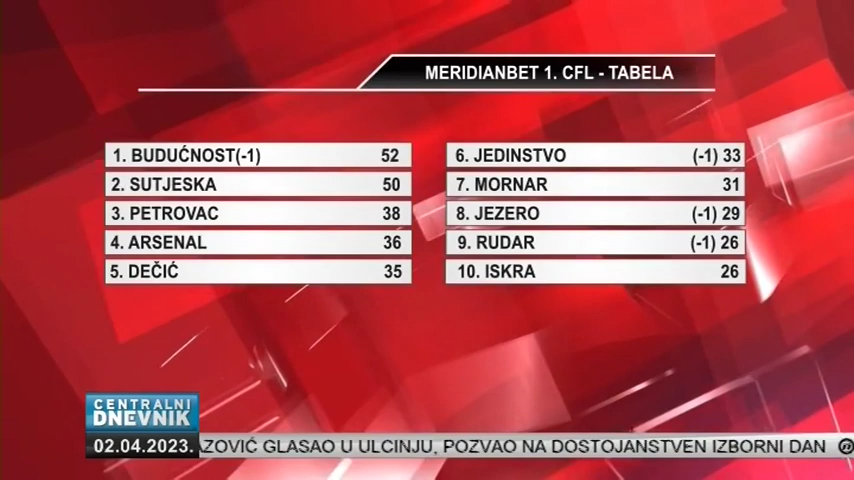 MERIDIANBET 1. CFL - TABELA
1. BUDUĆNOST(-1) 52
2. SUTJESKA 50
3. PETROVAC 38
4. ARSENAL 36
5. DEČIĆ 35
6. JEDINSTVO (-1) 33
7. MORNAR 31
8. JEZERO (-1) 29
9. RUDAR (-1) 26
10. ISKRA 26
CENTRALNI
DNEVNIK
02.04.2023. AZOVIĆ GLASAO U ULCINJU, POZVAO NA DOSTOJANSTVEN IZBORNI DAN